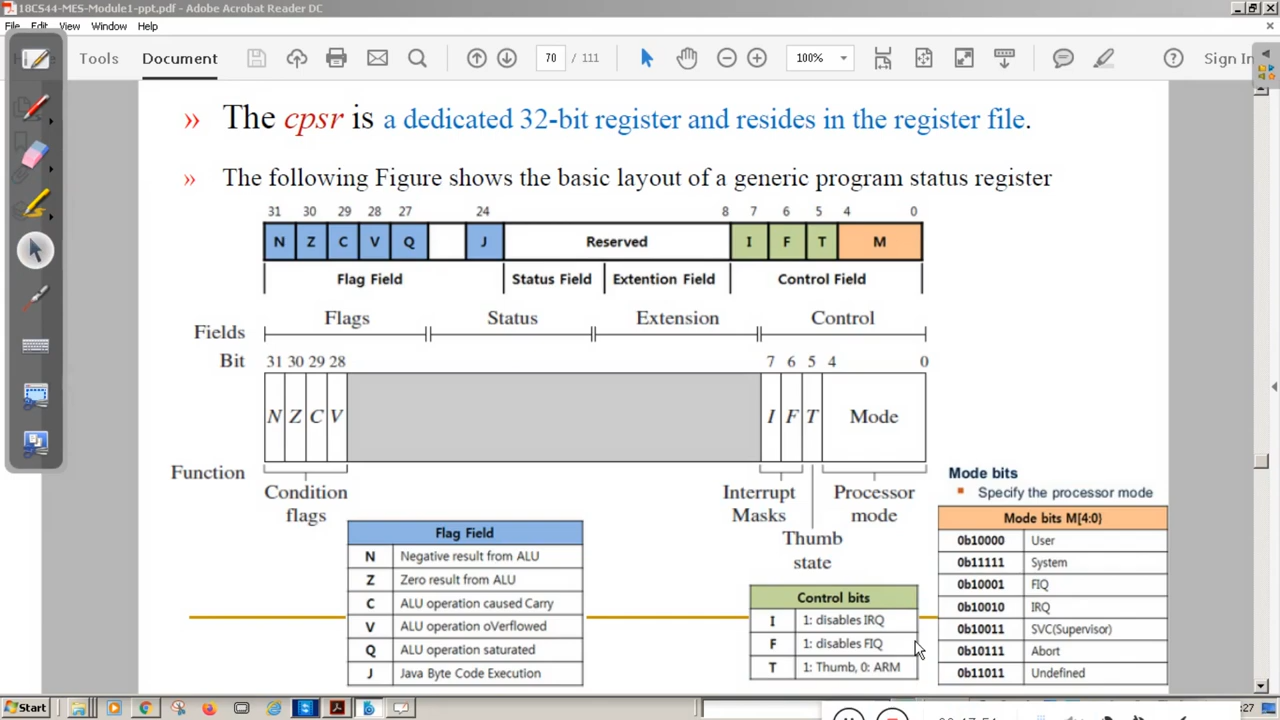 18CS44-MES-Module1-ppt.pdf - Adobe Acrobat Reader DC
File Edit View Window Help
Tools Document 70 / 111 100% Sign In
» The cpsr is a dedicated 32-bit register and resides in the register file.
» The following Figure shows the basic layout of a generic program status register
31 30 29 28 27 24 8 7 6 5 4 0
N Z C V Q J Reserved I F T M
Flag Field Status Field Extention Field Control Field
Fields Flags Status Extension Control
Bit 31 30 29 28 7 6 5 4 0
N Z C V I F T Mode
Function
Condition flags
Interrupt Masks
Thumb state
Processor mode
Flag Field
N Negative result from ALU
Z Zero result from ALU
C ALU operation caused Carry
V ALU operation oVerflowed
Q ALU operation saturated
J Java Byte Code Execution
Control bits
I 1: disables IRQ
F 1: disables FIQ
T 1: Thumb, 0: ARM
Mode bits
Specify the processor mode
Mode bits M[4:0}
0b10000 User
0b11111 System
0b10001 FIQ
0b10010 IRQ
0b10011 SVC(Supervisor)
0b10111 Abort
0b11011 Undefined
Start
:27